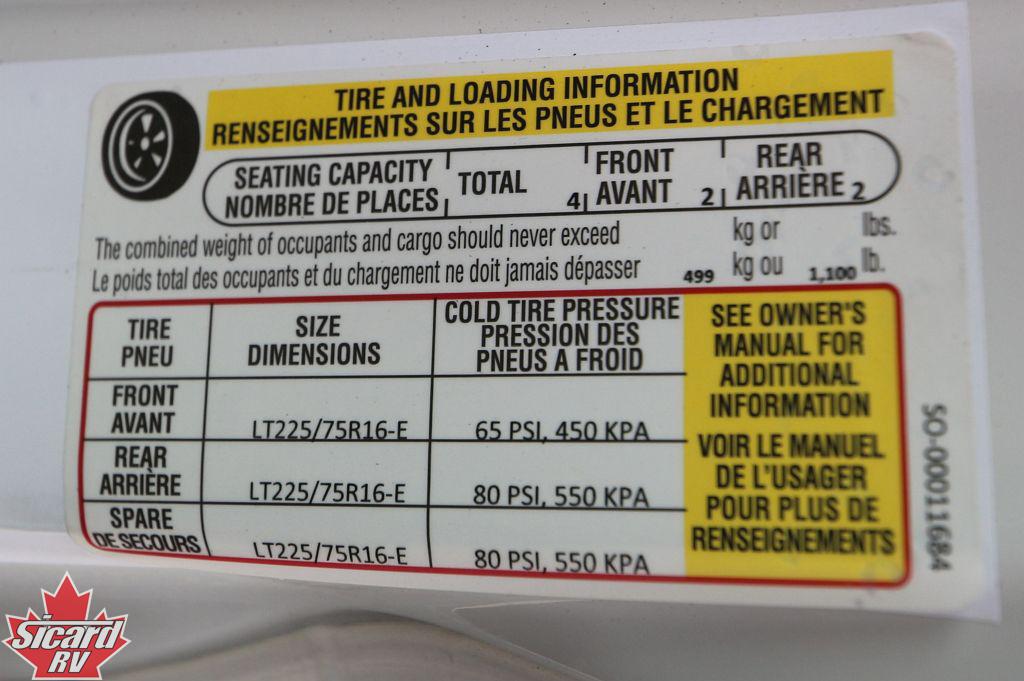 TIRE AND LOADING INFORMATION
RENSEIGNEMENTS SUR LES PNEUS ET LE CHARGEMENT
SEATING CAPACITY
NOMBRE DE PLACES
TOTAL 4
FRONT
AVANT 2
REAR
ARRIÈRE 2
The combined weight of occupants and cargo should never exceed kg or lbs.
Le poids total des occupants et du chargement ne doit jamais dépasser 499 kg ou 1,100 lb.
TIRE
PNEU
SIZE
DIMENSIONS
COLD TIRE PRESSURE
PRESSION DES
PNEUS A FROID
FRONT
AVANT
LT225/75R16-E
65 PSI, 450 KPA
REAR
ARRIÈRE
LT225/75R16-E
80 PSI, 550 KPA
SPARE
DE SECOURS
LT225/75R16-E
80 PSI, 550 KPA
SEE OWNER'S
MANUAL FOR
ADDITIONAL
INFORMATION
VOIR LE MANUEL
DE L'USAGER
POUR PLUS DE
RENSEIGNEMENTS
SO-00011684
Sicard
RV